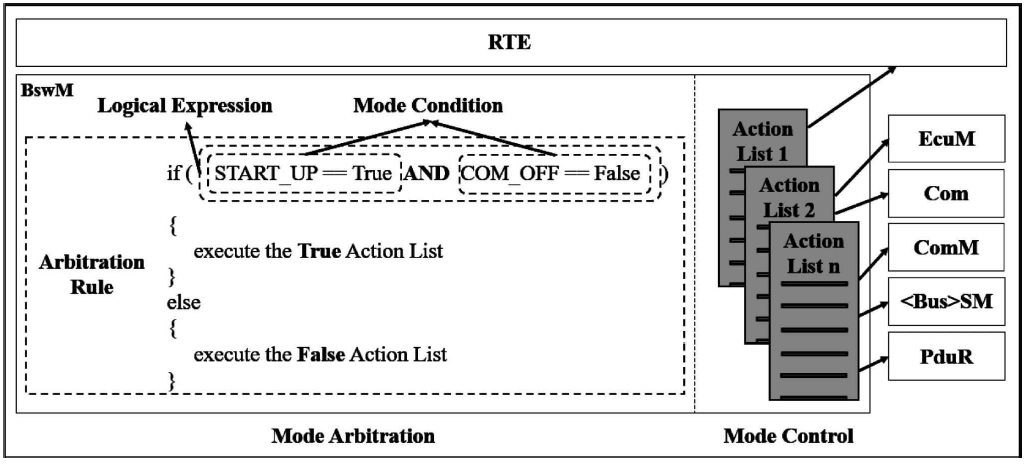 RTE
BswM
Logical Expression
Mode Condition
if ( START_UP == True AND COM_OFF == False )
{
execute the True Action List
}
else
{
execute the False Action List
}
Arbitration
Rule
Mode Arbitration
Action
List 1
Action
List 2
Action
List n
Mode Control
EcuM
Com
ComM
<Bus>SM
PduR